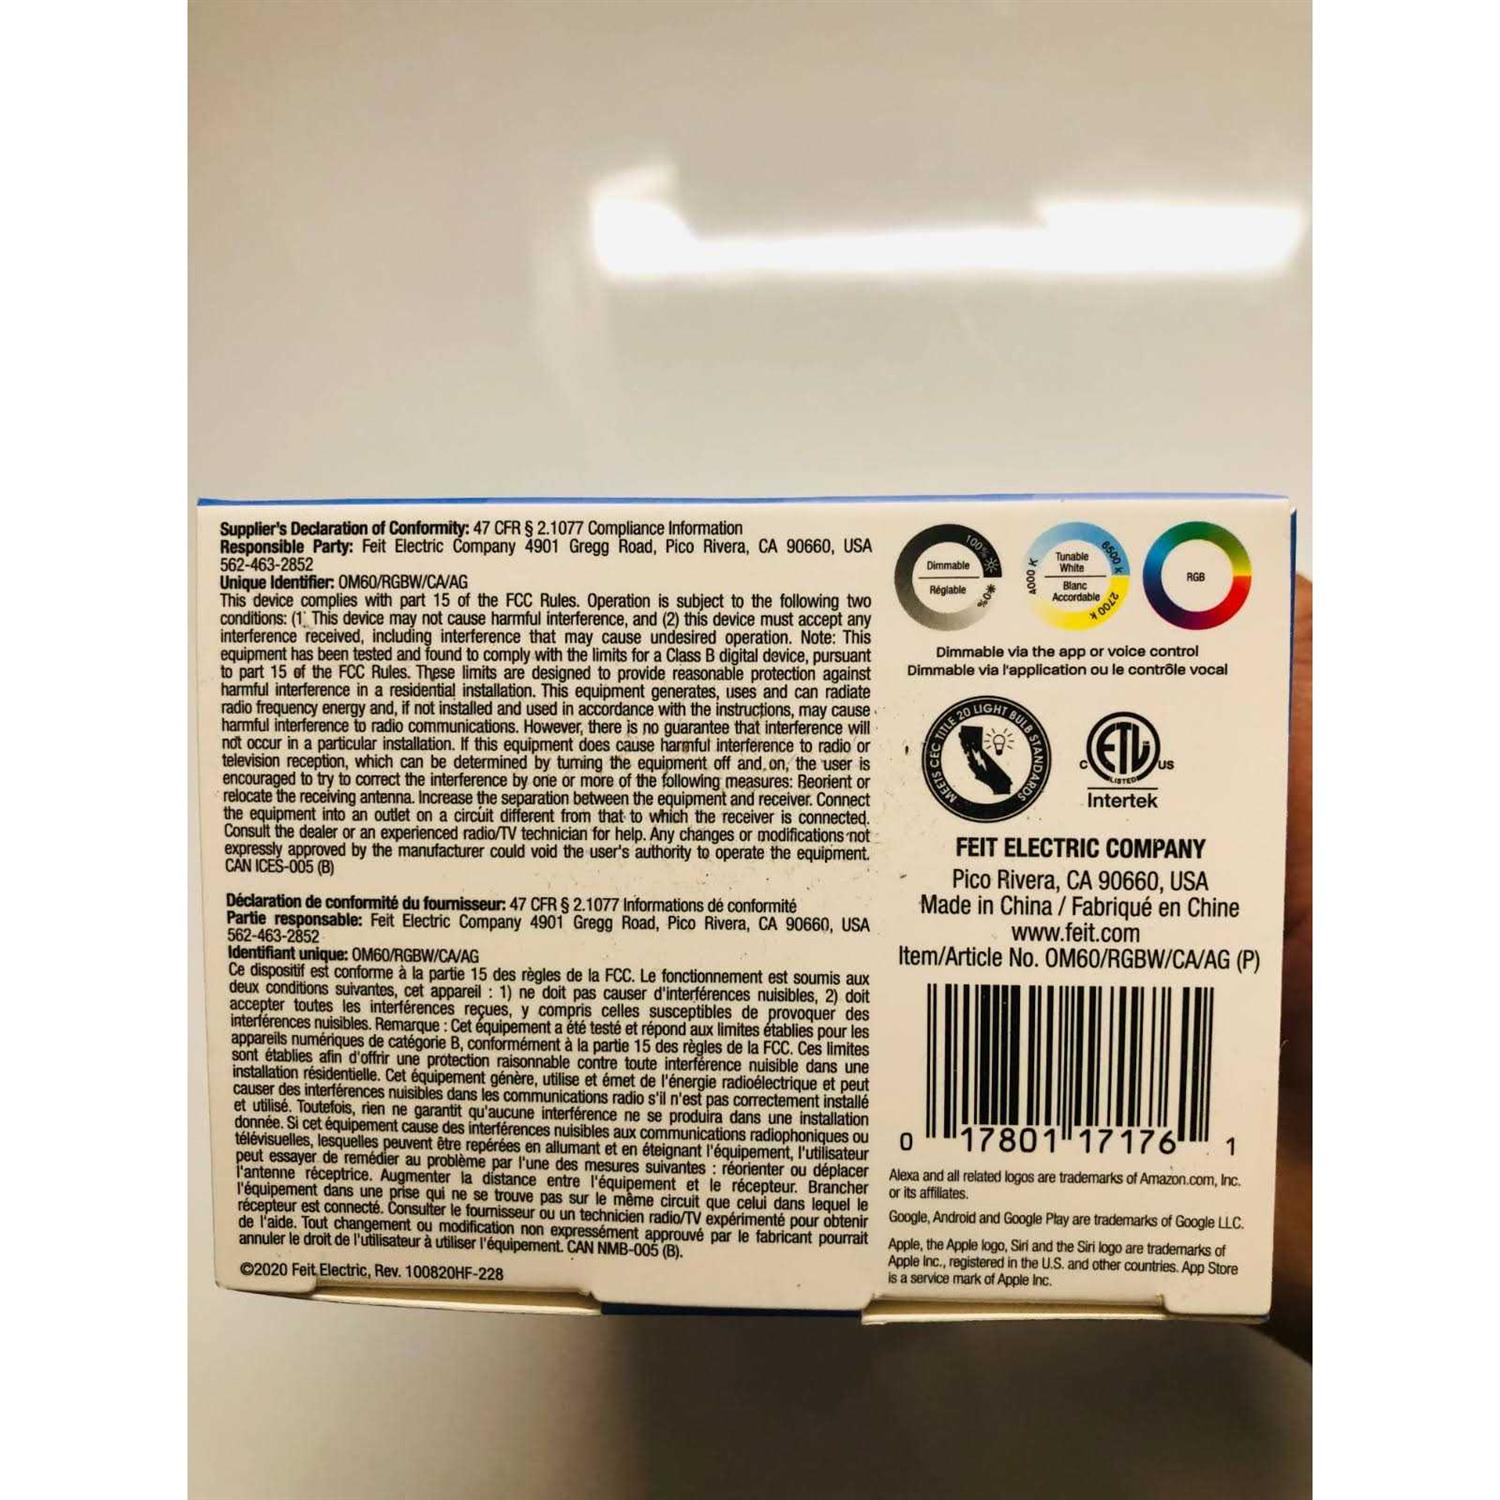 Supplier's Declaration of Conformity: 47 CFR § 2.1077 Compliance Information
Responsible Party: Feit Electric Company 4901 Gregg Road, Pico Rivera, CA 90660, USA
562-463-2852
Unique Identifier: OM60/RGBW/CA/AG
This device complies with part 15 of the FCC Rules. Operation is subject to the following two
conditions: (1) This device may not cause harmful interference, and (2) this device must accept any
interference received, including interference that may cause undesired operation. Note: This
equipment has been tested and found to comply with the limits for a Class B digital device, pursuant
to part 15 of the FCC Rules. These limits are designed to provide reasonable protection against
harmful interference in a residential installation. This equipment generates, uses and can radiate
radio frequency energy and, if not installed and used in accordance with the instructions, may cause
harmful interference to radio communications. However, there is no guarantee that interference will
not occur in a particular installation. If this equipment does cause harmful interference to radio or
television reception, which can be determined by turning the equipment off and on, the user is
encouraged to try to correct the interference by one or more of the following measures: Reorient or
relocate the receiving antenna. Increase the separation between the equipment and receiver. Connect
the equipment into an outlet on a circuit different from that to which the receiver is connected.
Consult the dealer or an experienced radio/TV technician for help. Any changes or modifications not
expressly approved by the manufacturer could void the user's authority to operate the equipment.
CAN ICES-005 (B)
Déclaration de conformité du fournisseur: 47 CFR § 2.1077 Informations de conformité
Partie responsable: Feit Electric Company 4901 Gregg Road, Pico Rivera, CA 90660, USA
562-463-2852
Identifiant unique: OM60/RGBW/CA/AG
Ce dispositif est conforme à la partie 15 des règles de la FCC. Le fonctionnement est soumis aux
deux conditions suivantes, cet appareil : 1) ne doit pas causer d'interférences nuisibles, 2) doit
accepter toutes les interférences reçues, y compris celles susceptibles de provoquer des
interférences nuisibles. Remarque : Cet équipement a été testé et répond aux limites établies pour les
appareils numériques de catégorie B, conformément à la partie 15 des règles de la FCC. Ces limites
sont établies afin d'offrir une protection raisonnable contre toute interférence nuisible dans une
installation résidentielle. Cet équipement génère, utilise et émet de l'énergie radioélectrique et peut
causer des interférences nuisibles dans les communications radio s'il n'est pas correctement installé
et utilisé. Toutefois, rien ne garantit qu'aucune interférence ne se produira dans une installation
donnée. Si cet équipement cause des interférences nuisibles aux communications radiophoniques ou
télévisuelles, lesquelles peuvent être repérées en allumant et en éteignant l'équipement, l'utilisateur
peut essayer de remédier au problème par l'une des mesures suivantes : réorienter ou déplacer
l'antenne réceptrice. Augmenter la distance entre l'équipement et le récepteur. Brancher
l'équipement dans une prise qui ne se trouve pas sur le même circuit que celui dans lequel le
récepteur est connecté. Consulter le fournisseur ou un technicien radio/TV expérimenté pour obtenir
de l'aide. Tout changement ou modification non expressément approuvé par le fabricant pourrait
annuler le droit de l'utilisateur à utiliser l'équipement. CAN NMB-005 (B).
©2020 Feit Electric, Rev. 100820HF-228
100%
Dimmable
Réglable
0%
4000 K
6500 K
2700 K
Tunable
White
Blanc
Accordable
RGB
Dimmable via the app or voice control
Dimmable via l'application ou le contrôle vocal
MEETS CEC TITLE 20 LIGHT BULB STANDARDS
ETL
C US
LISTED
Intertek
FEIT ELECTRIC COMPANY
Pico Rivera, CA 90660, USA
Made in China / Fabriqué en Chine
www.feit.com
Item/Article No. OM60/RGBW/CA/AG (P)
0 17801 17176 1
Alexa and all related logos are trademarks of Amazon.com, Inc.
or its affiliates.
Google, Android and Google Play are trademarks of Google LLC.
Apple, the Apple logo, Siri and the Siri logo are trademarks of
Apple Inc., registered in the U.S. and other countries. App Store
is a service mark of Apple Inc.